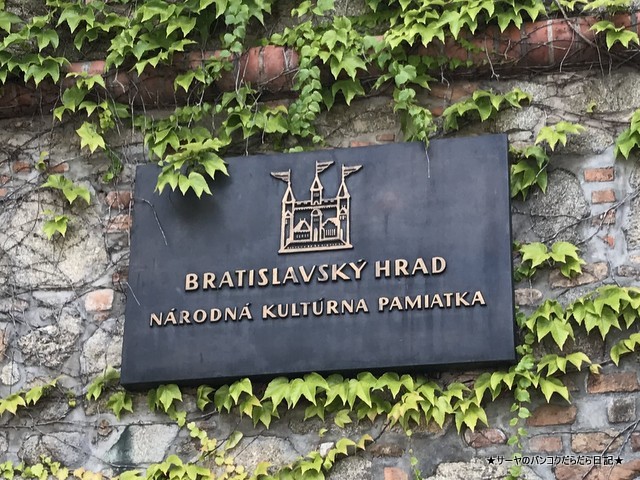 BRATISLAVSKÝ HRAD
NÁRODNÁ KULTÚRNA PAMIATKA
★サーヤのバンコクだらだら日記★